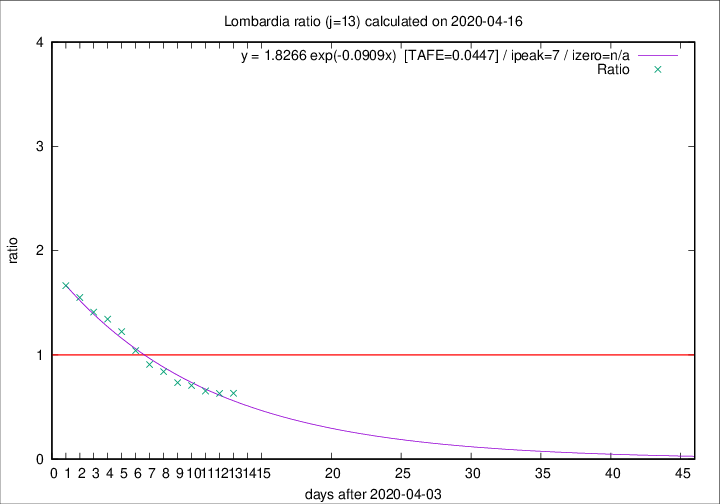 Lombardia ratio (j=13) calculated on 2020-04-16
y = 1.8266 exp(-0.0909x)  [TAFE=0.0447] / ipeak=7 / izero=n/a
Ratio
4
3
2
1
0
ratio
0 1 2 3 4 5 6 7 8 9 10 11 12 13 14 15 20 25 30 35 40 45
days after 2020-04-03